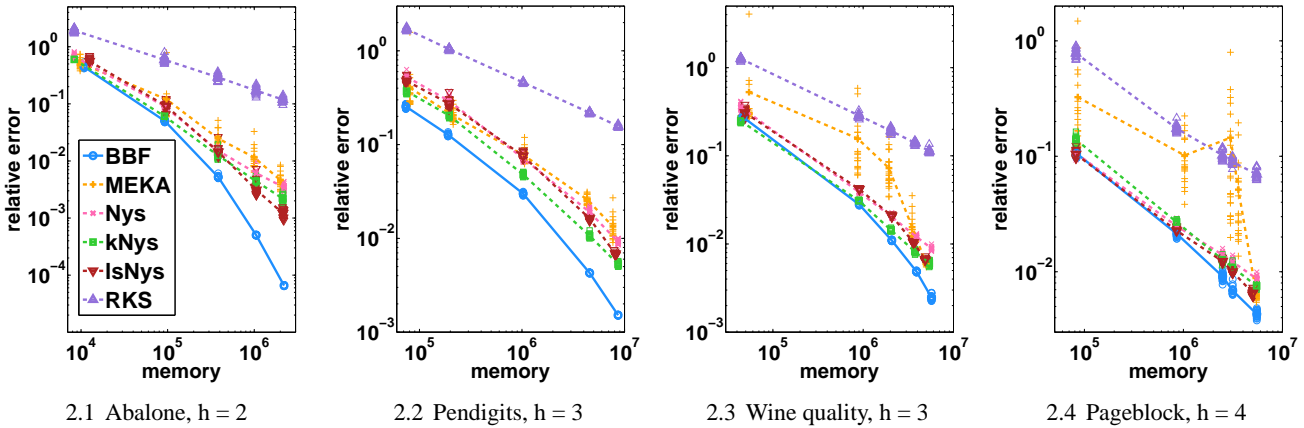 10^0
10^-1
10^-2
10^-3
10^-4
relative error
BBF
MEKA
Nys
kNys
lsNys
RKS
10^4 10^5 10^6
memory
2.1 Abalone, h = 2
10^0
10^-1
10^-2
10^-3
relative error
10^5 10^6 10^7
memory
2.2 Pendigits, h = 3
10^0
10^-1
10^-2
10^-3
relative error
10^5 10^6 10^7
memory
2.3 Wine quality, h = 3
10^0
10^-1
10^-2
relative error
10^5 10^6 10^7
memory
2.4 Pageblock, h = 4